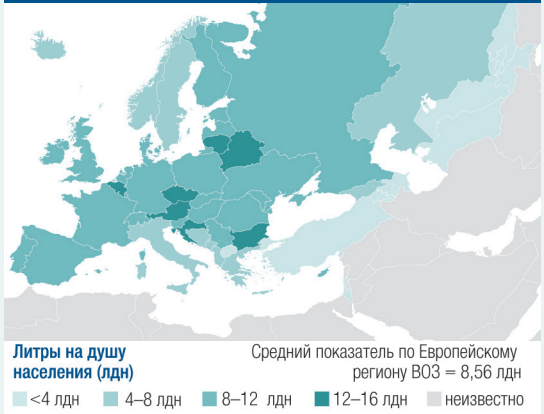 Литры на душу
населения (лдн)
Средний показатель по Европейскому
региону ВОЗ = 8,56 лдн
<4 лдн 4–8 лдн 8–12 лдн 12–16 лдн неизвестно